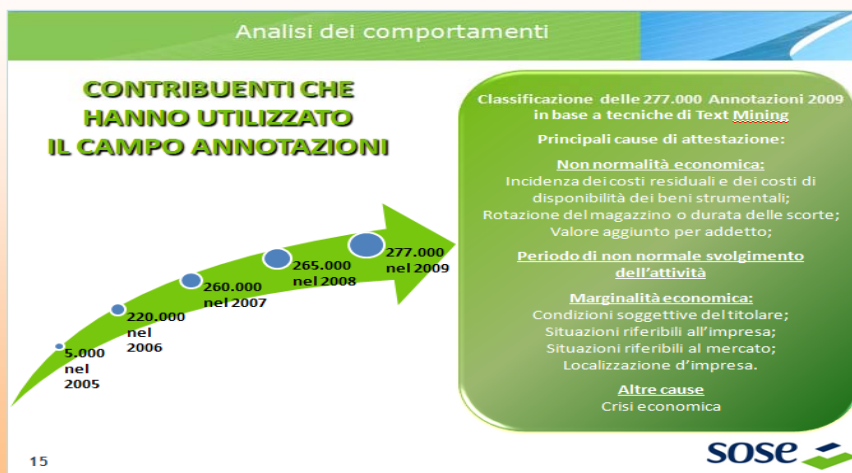 Analisi dei comportamenti
CONTRIBUENTI CHE
HANNO UTILIZZATO
IL CAMPO ANNOTAZIONI
5.000
nel
2005
220.000
nel
2006
260.000
nel 2007
265.000
nel 2008
277.000
nel 2009
Classificazione delle 277.000 Annotazioni 2009
in base a tecniche di Text Mining
Principali cause di attestazione:
Non normalità economica:
Incidenza dei costi residuali e dei costi di
disponibilità dei beni strumentali;
Rotazione del magazzino o durata delle scorte;
Valore aggiunto per addetto;
Periodo di non normale svolgimento
dell'attività
Marginalità economica:
Condizioni soggettive del titolare;
Situazioni riferibili all'impresa;
Situazioni riferibili al mercato;
Localizzazione d'impresa.
Altre cause
Crisi economica
15
sose